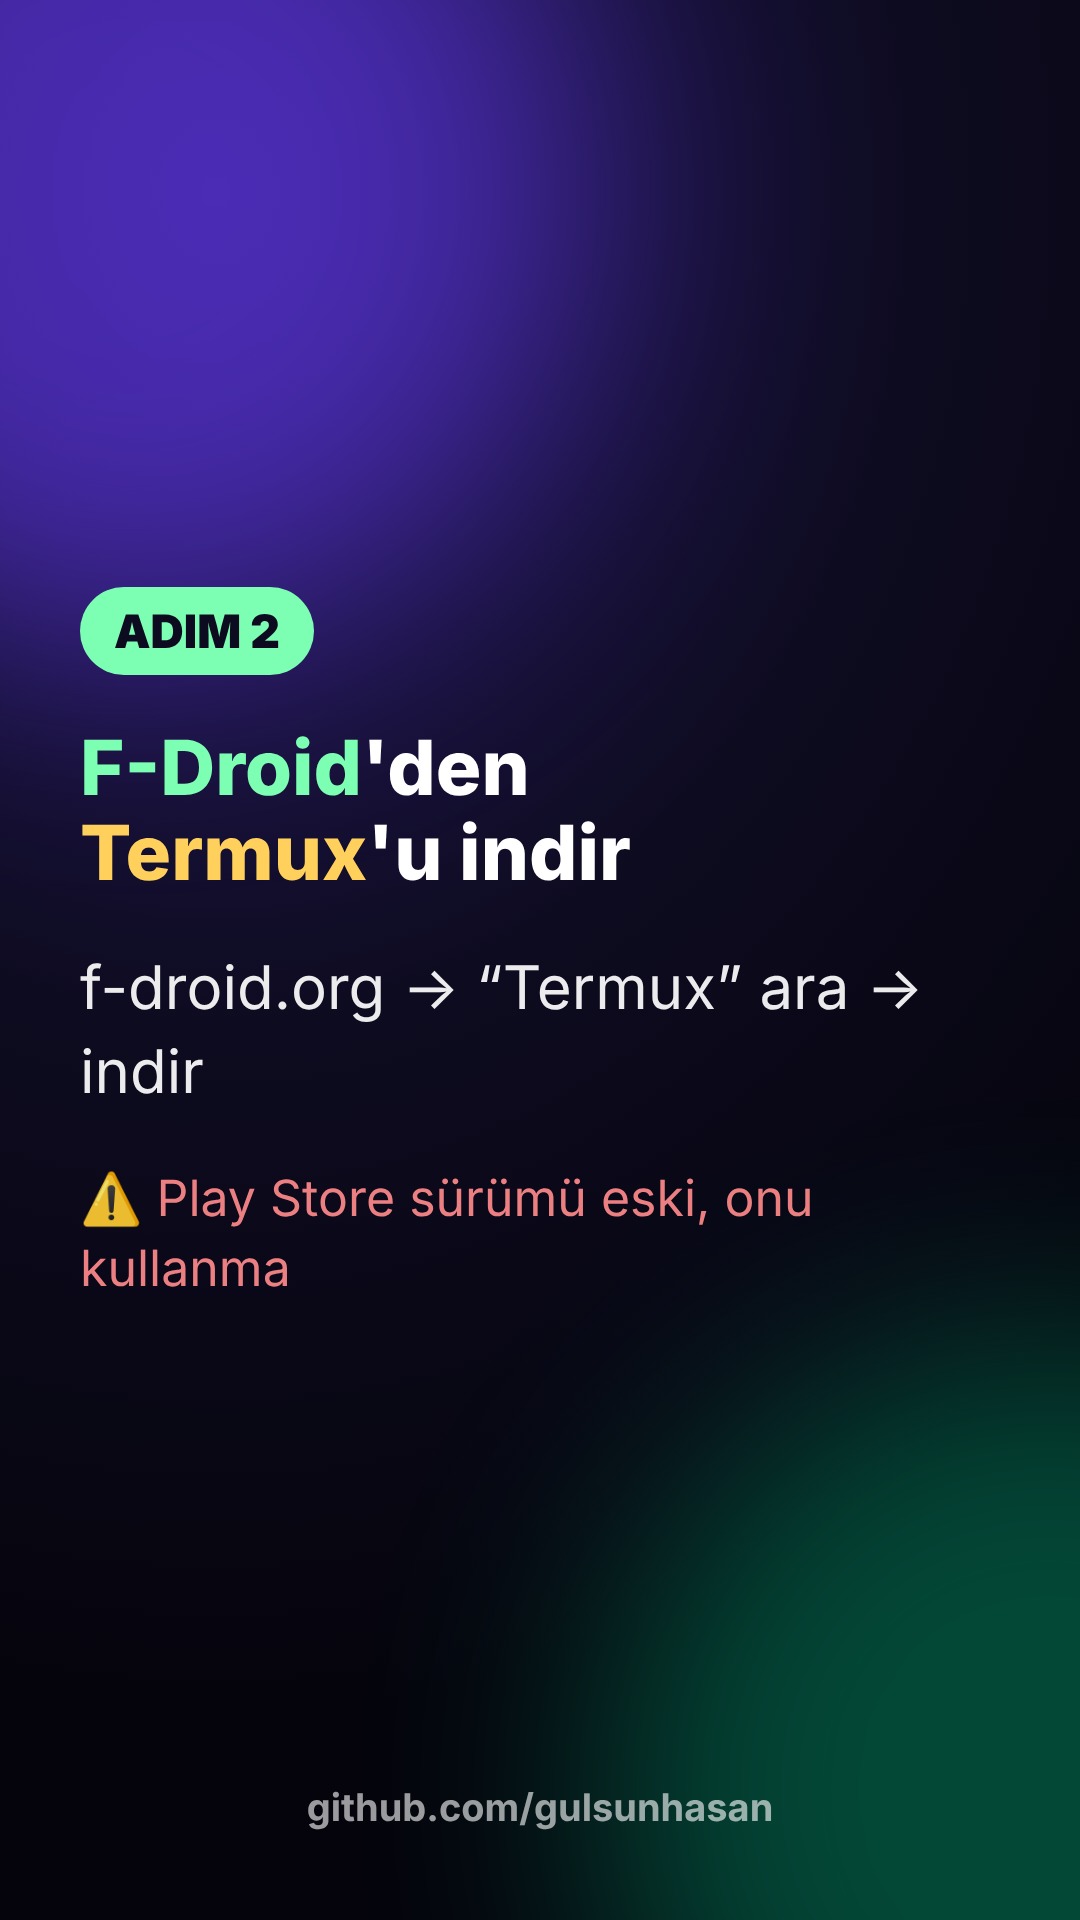 ADIM 2
F-Droid'den
Termux'u indir
f-droid.org → “Termux” ara →
indir
⚠️ Play Store sürümü eski, onu
kullanma
github.com/gulsunhasan